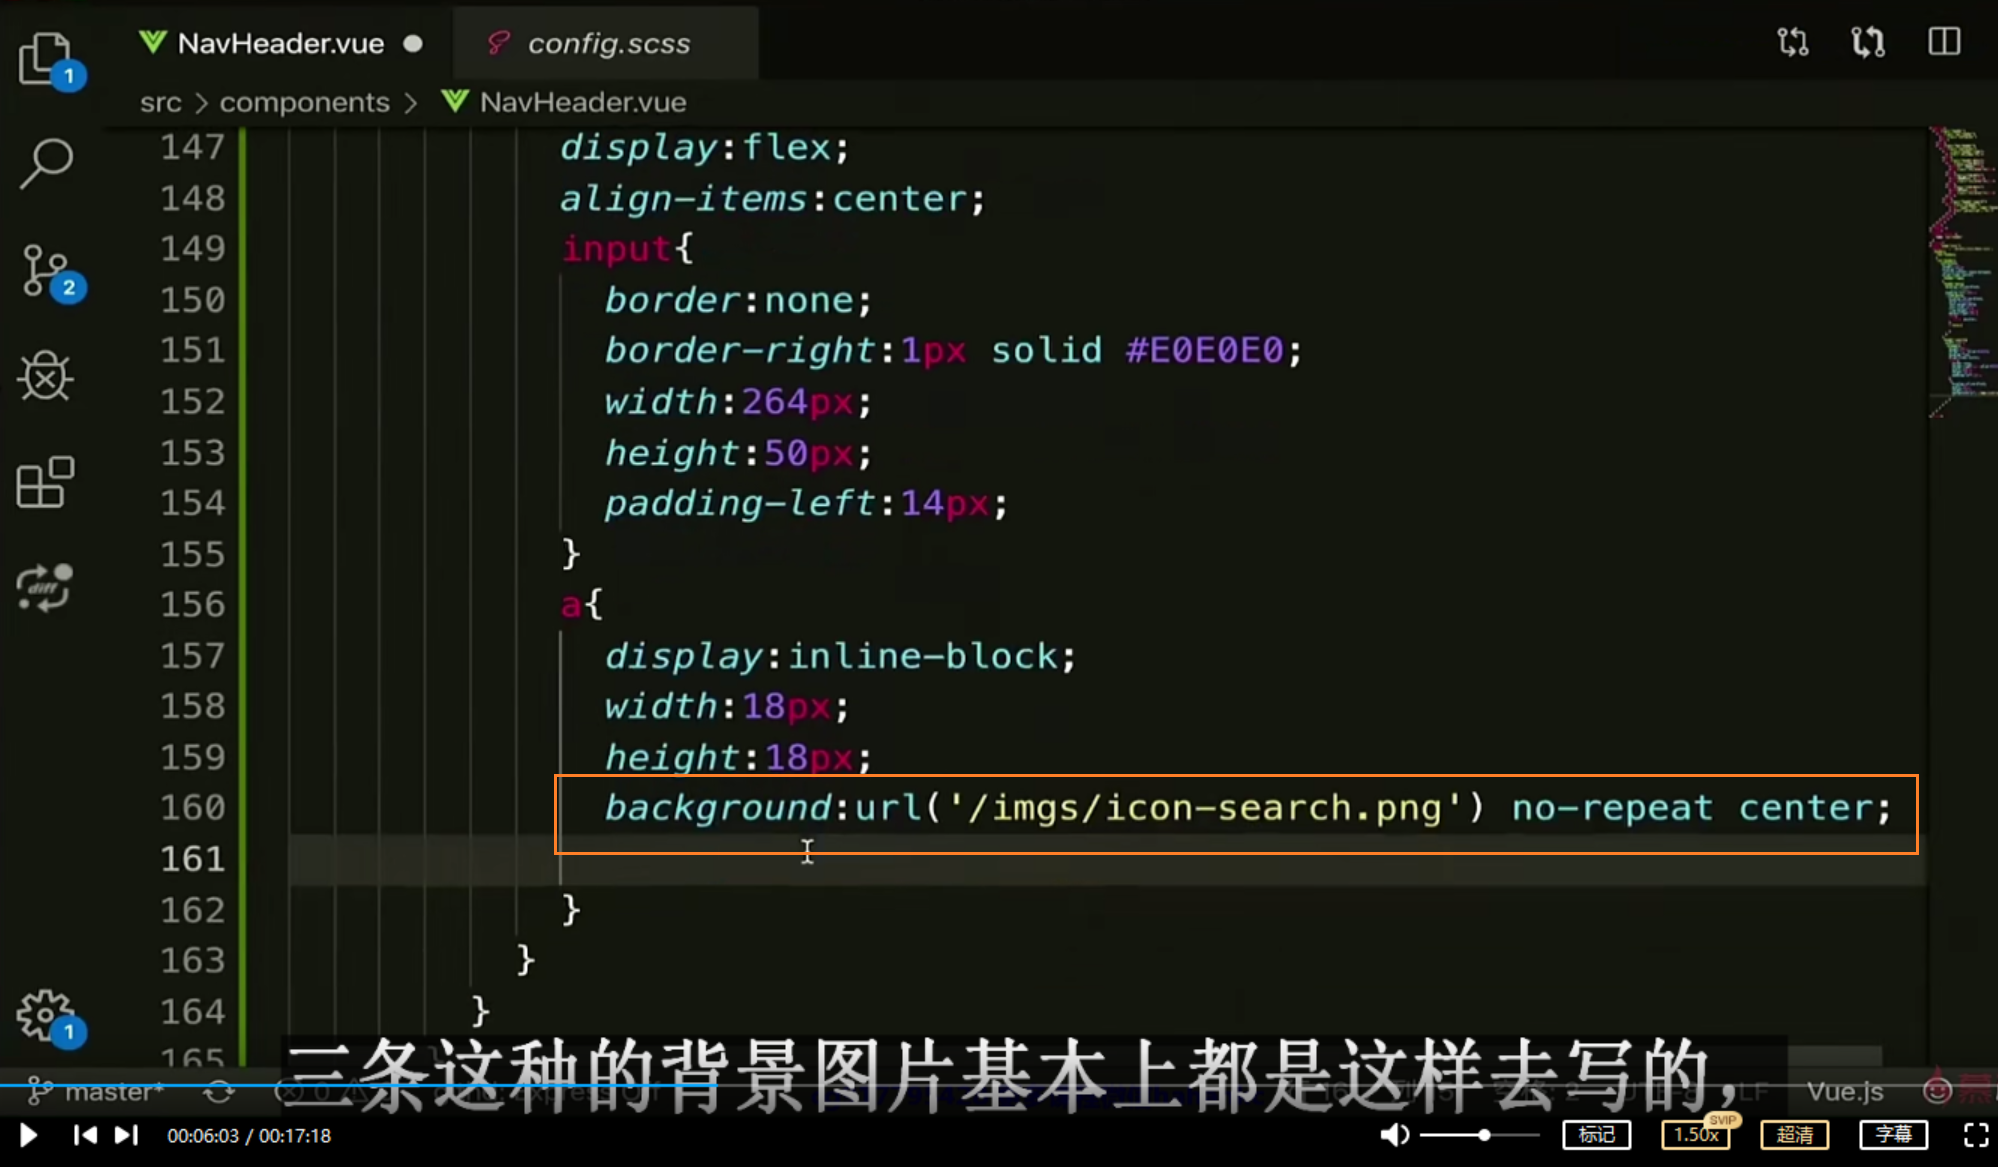 NavHeader.vue
config.scss
1
src > components > NavHeader.vue
147 display:flex;
148 align-items:center;
149 input{
150 border:none;
151 border-right:1px solid #E0E0E0;
152 width:264px;
153 height:50px;
154 padding-left:14px;
155 }
156 a{
157 display:inline-block;
158 width:18px;
159 height:18px;
160 background:url('/imgs/icon-search.png') no-repeat center;
161
162 }
163 }
164 }
165
2
diff
1
三条这种的背景图片基本上都是这样去写的,
master*
0
Vue.js
00:06:03 / 00:17:18
标记
1.50x
SVIP
超清
字幕